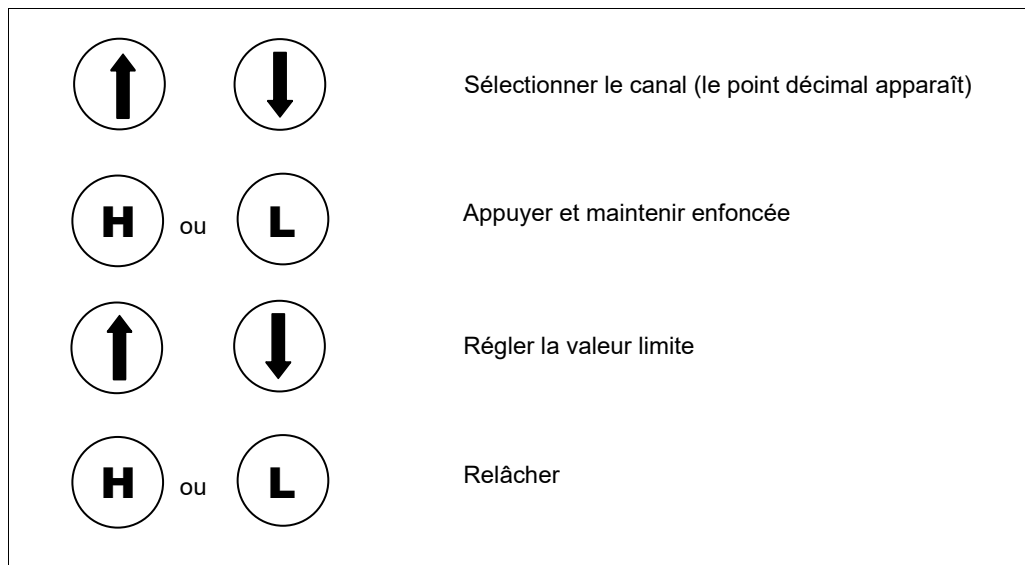 Sélectionner le canal (le point décimal apparaît)
H ou L Appuyer et maintenir enfoncée
Régler la valeur limite
H ou L Relâcher